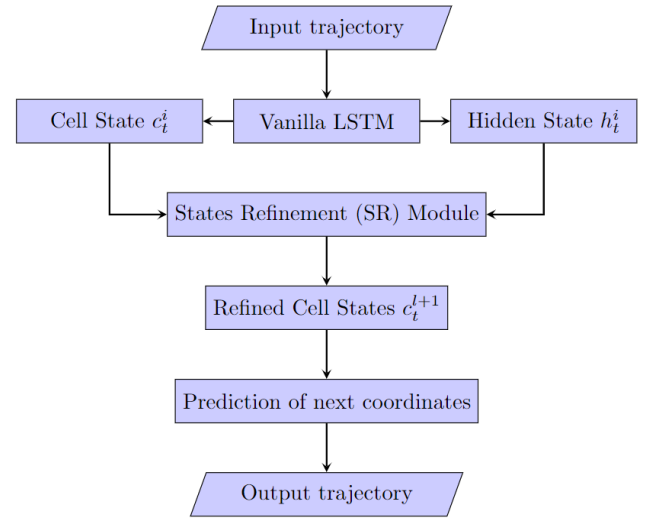 Input trajectory
Cell State $c_t^i$
Vanilla LSTM
Hidden State $h_t^i$
States Refinement (SR) Module
Refined Cell States $c_t^{l+1}$
Prediction of next coordinates
Output trajectory